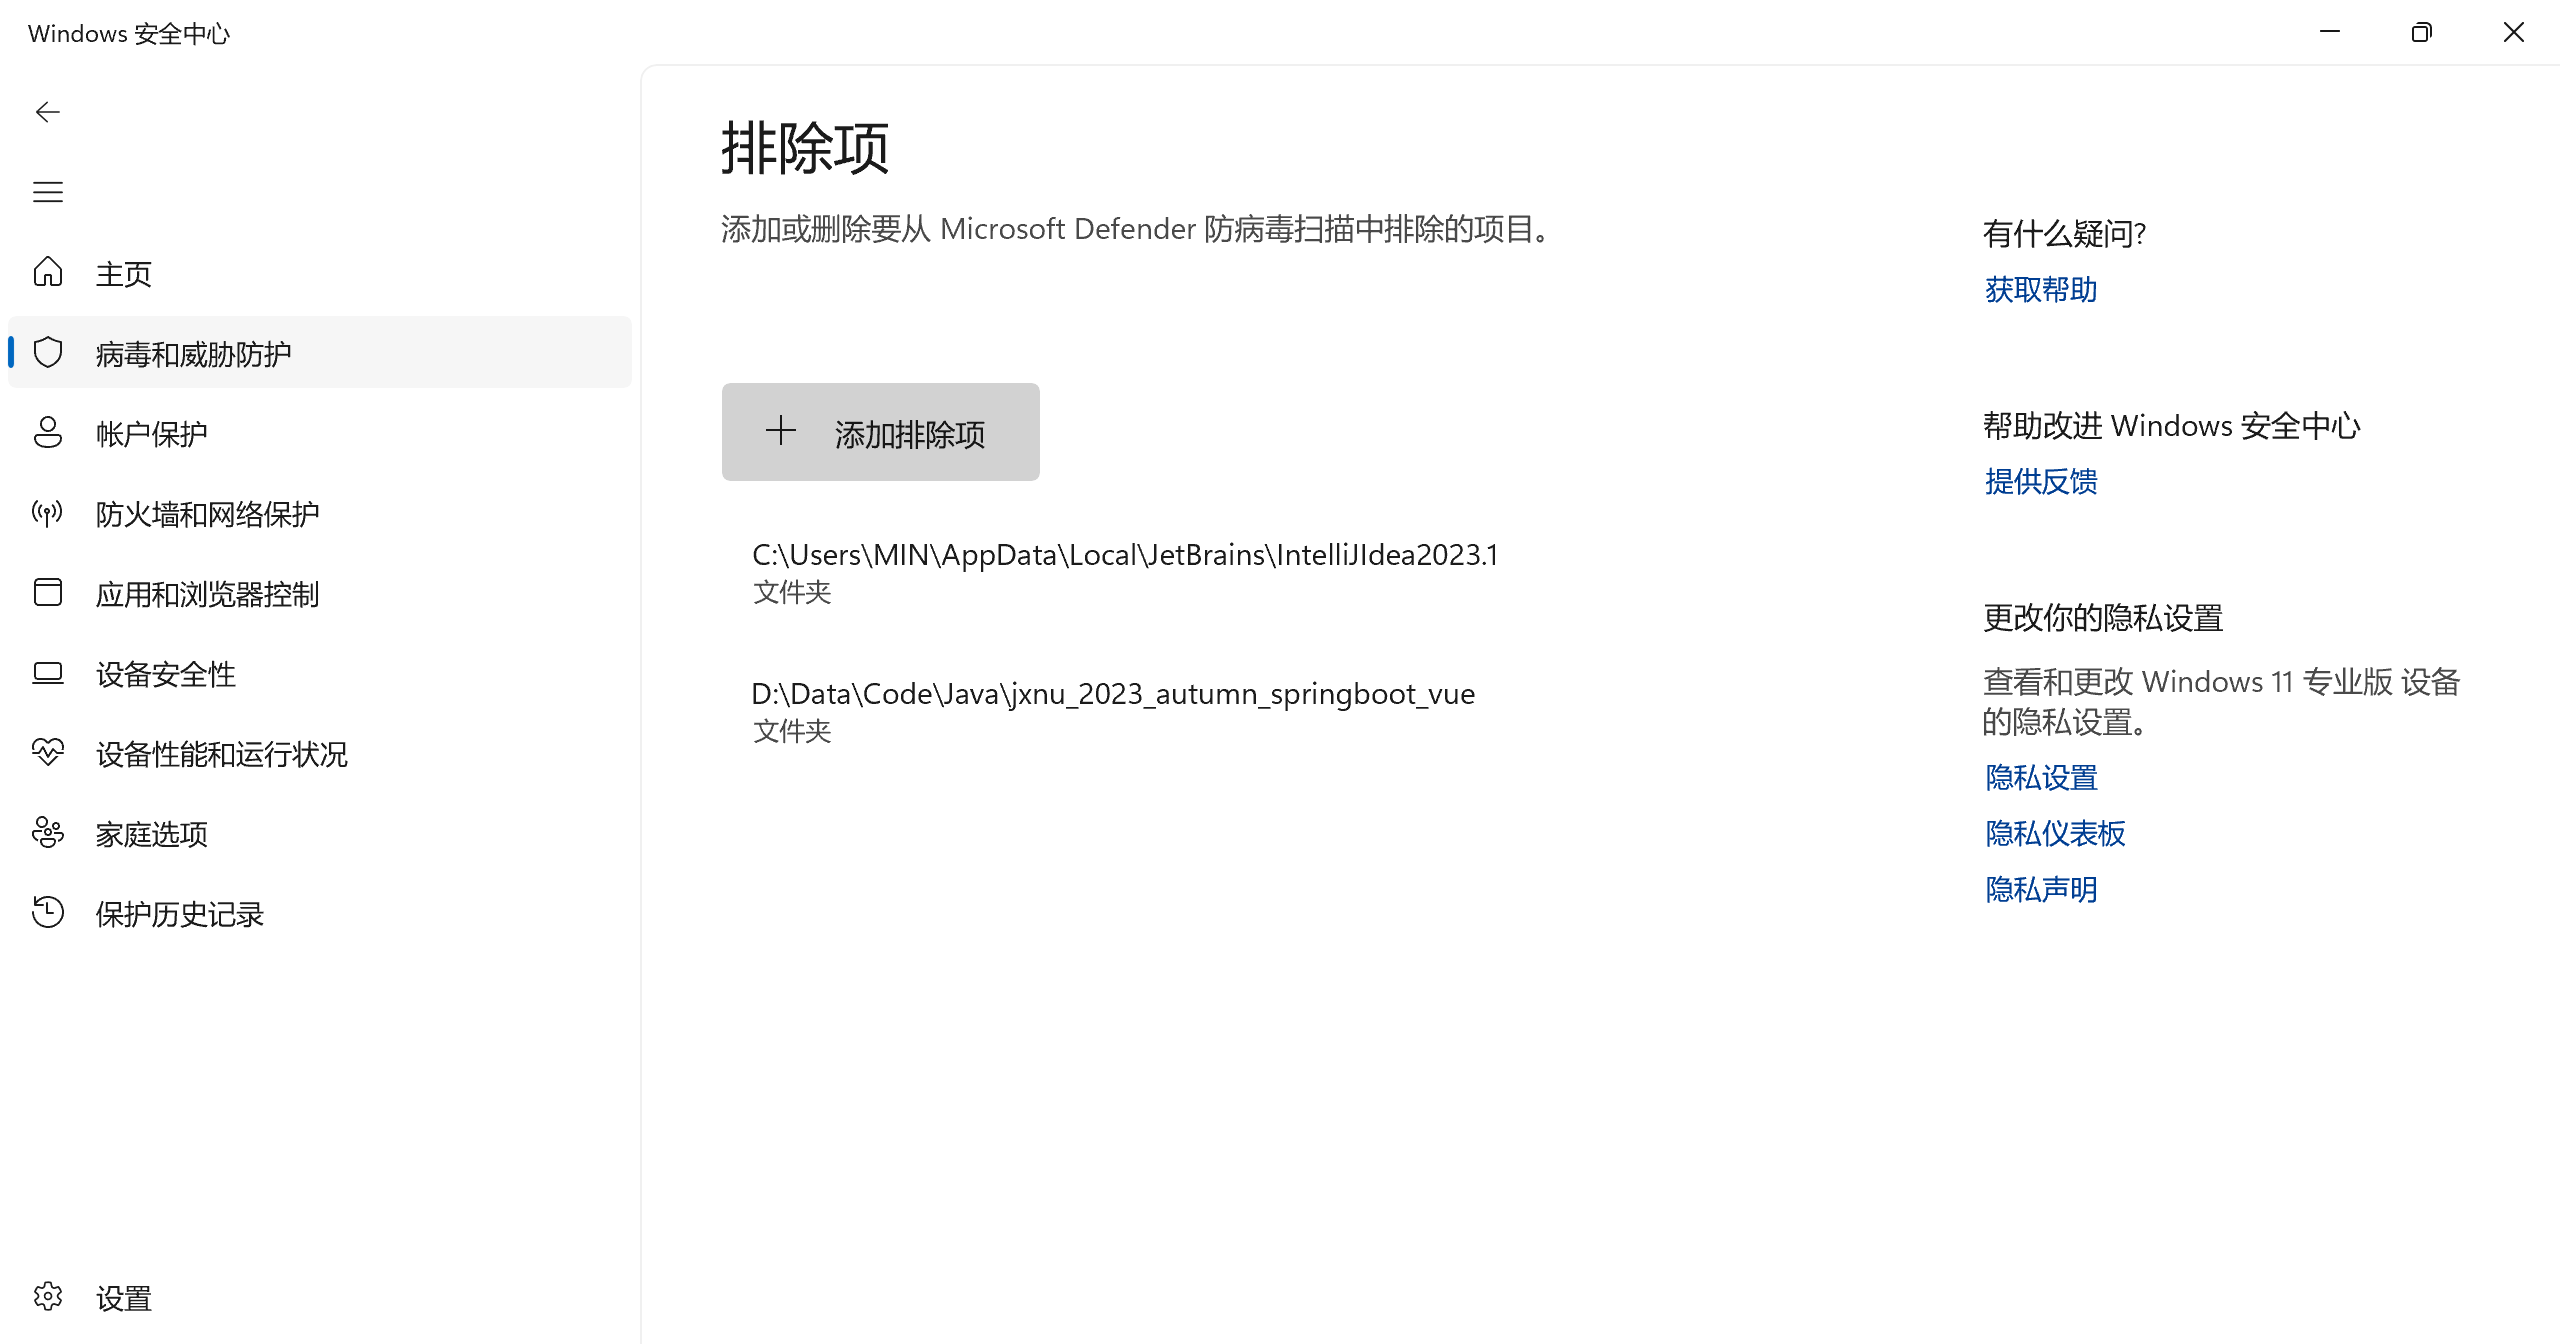 Windows 安全中心
主页
病毒和威胁防护
帐户保护
防火墙和网络保护
应用和浏览器控制
设备安全性
设备性能和运行状况
家庭选项
保护历史记录
设置
排除项
添加或删除要从 Microsoft Defender 防病毒扫描中排除的项目。
添加排除项
C:\Users\MIN\AppData\Local\JetBrains\IntelliJIdea2023.1
文件夹
D:\Data\Code\Java\jxnu_2023_autumn_springboot_vue
文件夹
有什么疑问?
获取帮助
帮助改进 Windows 安全中心
提供反馈
更改你的隐私设置
查看和更改 Windows 11 专业版 设备
的隐私设置。
隐私设置
隐私仪表板
隐私声明